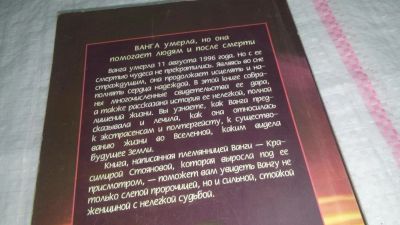 ВАНГА умерла, но она
помогает людям и после смерти
Ванга умерла 11 августа 1996 года. Но с ее
смертью чудеса не прекратились. Являясь во сне
страждущим, она продолжает исцелять и на-
полнять сердца надеждой. В этой книге собра-
ны многочисленные свидетельства ее дара,
а также рассказана история ее нелегкой, полной
лишений жизни. Вы узнаете, как Ванга пред-
сказывала и лечила, как она относилась
к экстрасенсам и полтергейсту, к существо-
ванию жизни во Вселенной, каким видела
будущее Земли.
Книга, написанная племянницей Ванги — Кра-
симирой Стояновой, которая выросла под ее
присмотром, — поможет вам увидеть Вангу не
только слепой пророчицей, но и сильной, стойкой
женщиной с нелегкой судьбой.